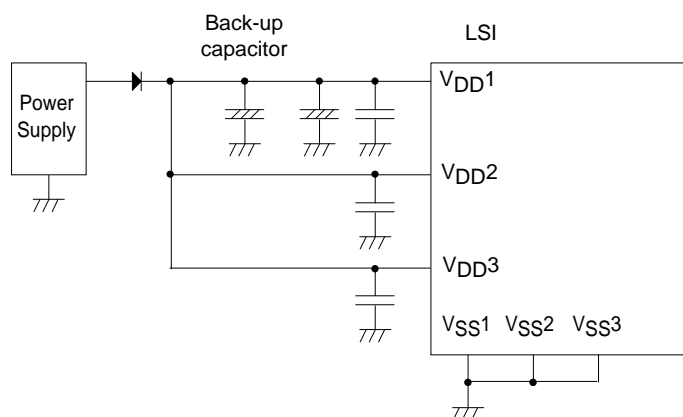 Back-up
capacitor
LSI
Power
Supply
VDD1
VDD2
VDD3
VSS1 VSS2 VSS3